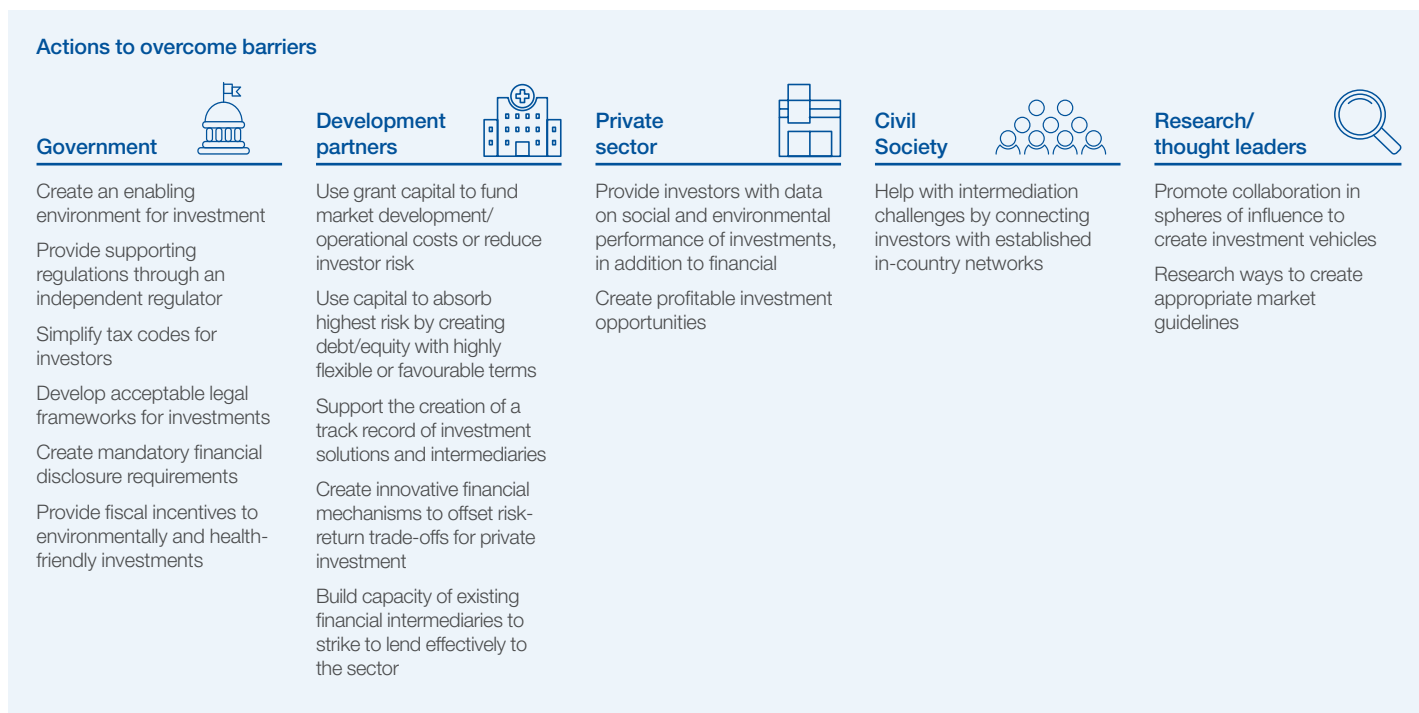 Actions to overcome barriers
Government
Create an enabling
environment for investment
Provide supporting
regulations through an
independent regulator
Simplify tax codes for
investors
Develop acceptable legal
frameworks for investments
Create mandatory financial
disclosure requirements
Provide fiscal incentives to
environmentally and health-
friendly investments
Development
partners
Use grant capital to fund
market development/
operational costs or reduce
investor risk
Use capital to absorb
highest risk by creating
debt/equity with highly
flexible or favourable terms
Support the creation of a
track record of investment
solutions and intermediaries
Create innovative financial
mechanisms to offset risk-
return trade-offs for private
investment
Build capacity of existing
financial intermediaries to
strike to lend effectively to
the sector
Private
sector
Provide investors with data
on social and environmental
performance of investments,
in addition to financial
Create profitable investment
opportunities
Civil
Society
Help with intermediation
challenges by connecting
investors with established
in-country networks
Research/
thought leaders
Promote collaboration in
spheres of influence to
create investment vehicles
Research ways to create
appropriate market
guidelines